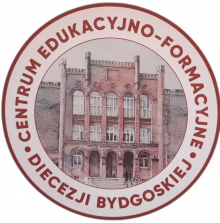 CENTRUM EDUKACYJNO-FORMACYJNE
DIECEZJI BYDGOSKIEJ